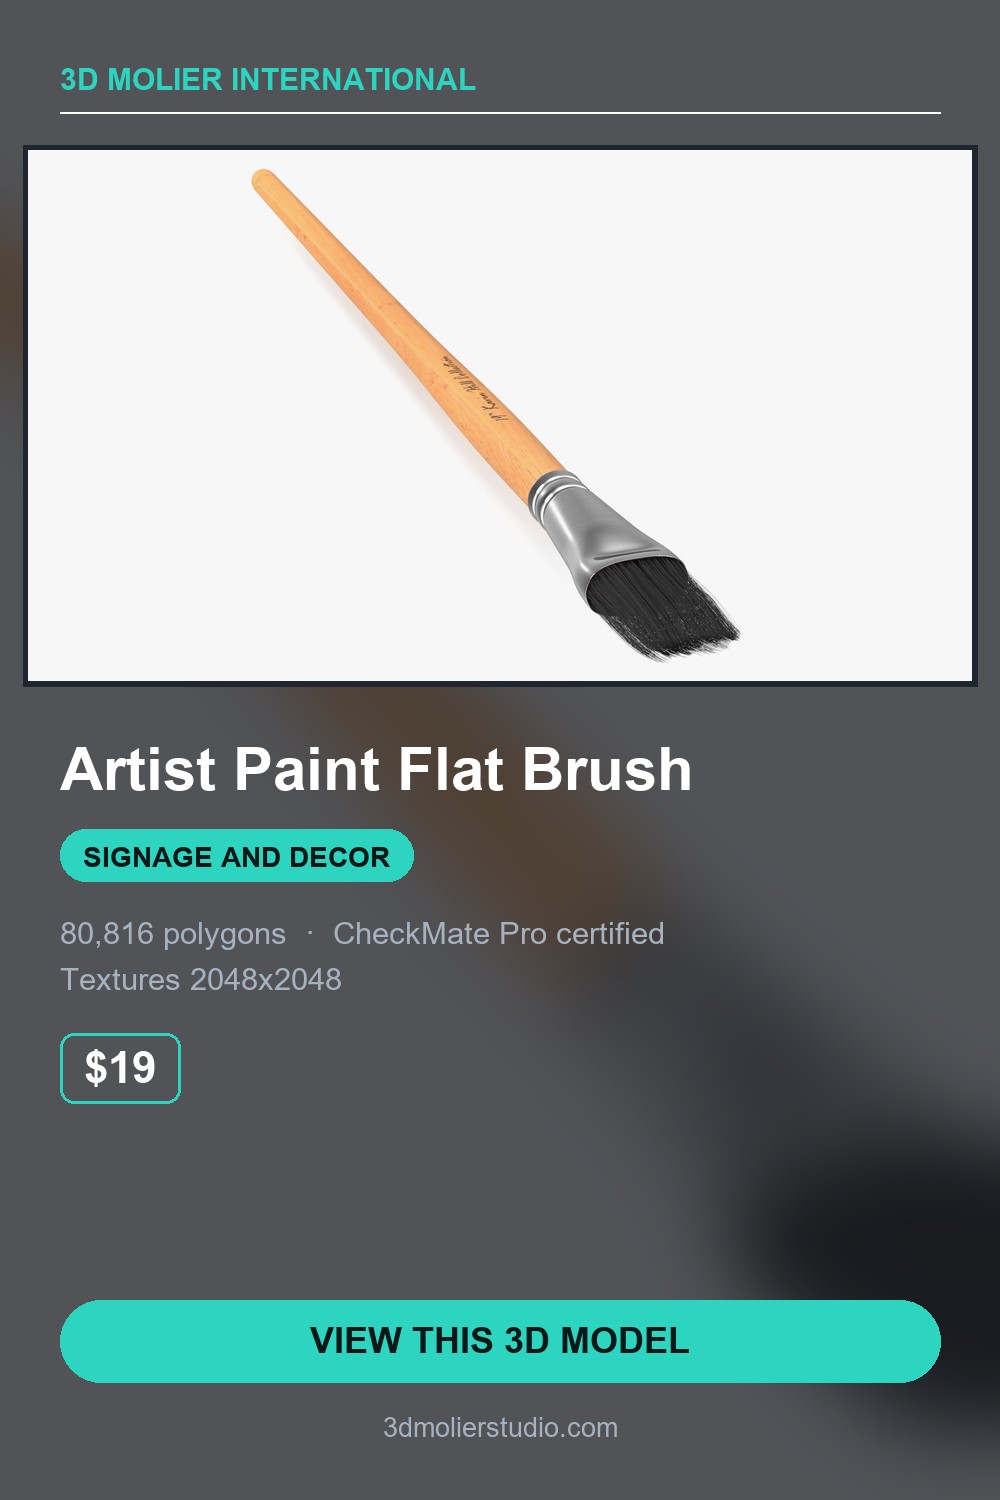 3D MOLIER INTERNATIONAL
Artist Paint Flat Brush
SIGNAGE AND DECOR
80,816 polygons · CheckMate Pro certified
Textures 2048x2048
$19
VIEW THIS 3D MODEL
3dmolierstudio.com